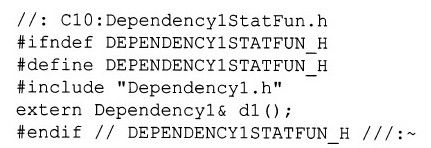 //: C10:Dependency1StatFun.h
#ifndef DEPENDENCY1STATFUN_H
#define DEPENDENCY1STATFUN_H
#include "Dependency1.h"
extern Dependency1& d1();
#endif // DEPENDENCY1STATFUN_H ///:~